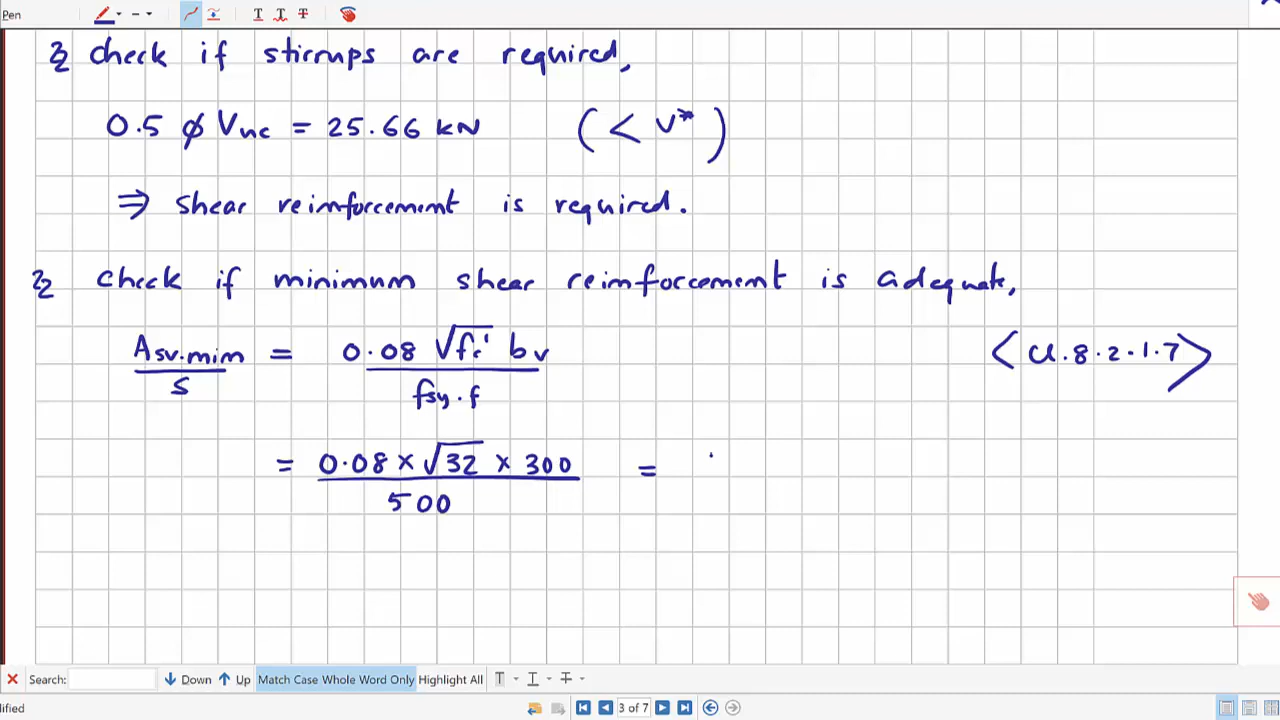 Pen
check if stirrups are required,
0.5 φ Vuc = 25.66 kN (< V*)
⇒ shear reinforcement is required.
check if minimum shear reinforcement is adequate,
Asv.min / s = 0.08 √fc' bv / fsy.f <Cl.8.2.1.7>
= 0.08 × √32 × 300 / 500 =
Search: Down Up Match Case Whole Word Only Highlight All T T T
ified 3 of 7